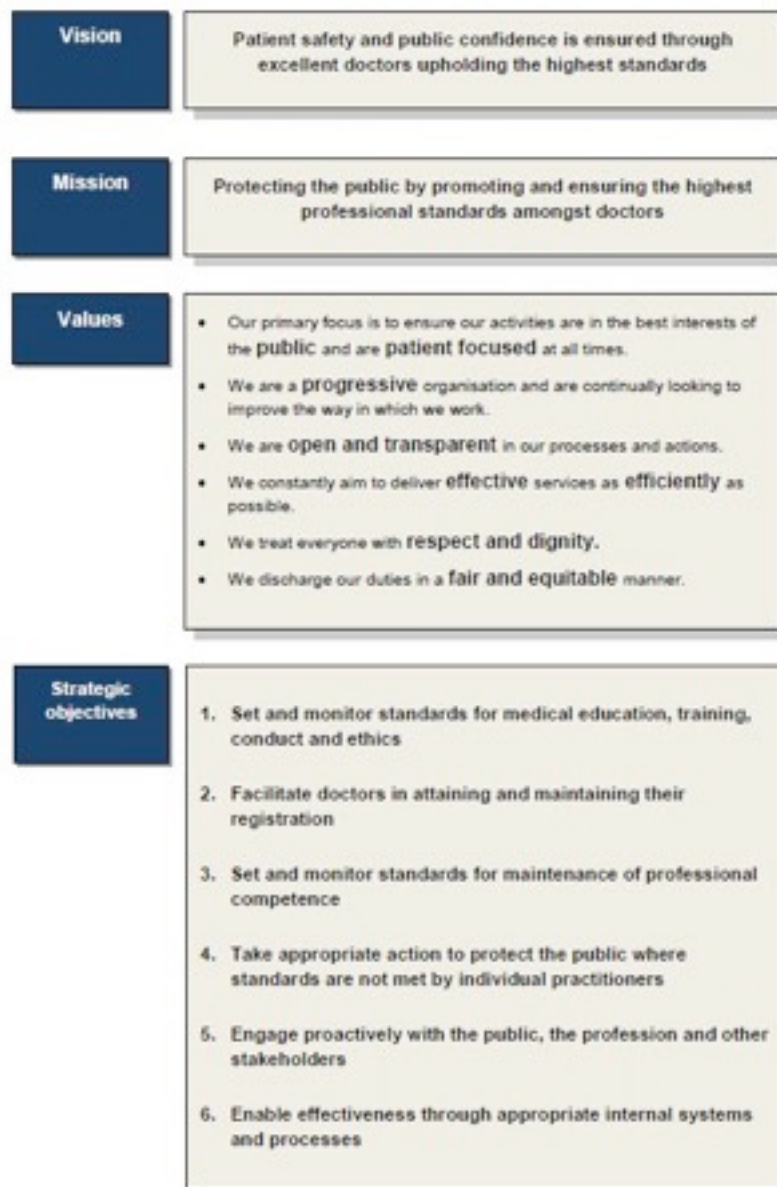 Vision
Patient safety and public confidence is ensured through
excellent doctors upholding the highest standards
Mission
Protecting the public by promoting and ensuring the highest
professional standards amongst doctors
Values
• Our primary focus is to ensure our activities are in the best interests of
the public and are patient focused at all times.
• We are a progressive organisation and are continually looking to
improve the way in which we work.
• We are open and transparent in our processes and actions.
• We constantly aim to deliver effective services as efficiently as
possible.
• We treat everyone with respect and dignity.
• We discharge our duties in a fair and equitable manner.
Strategic
objectives
1. Set and monitor standards for medical education, training,
conduct and ethics
2. Facilitate doctors in attaining and maintaining their
registration
3. Set and monitor standards for maintenance of professional
competence
4. Take appropriate action to protect the public where
standards are not met by individual practitioners
5. Engage proactively with the public, the profession and other
stakeholders
6. Enable effectiveness through appropriate internal systems
and processes